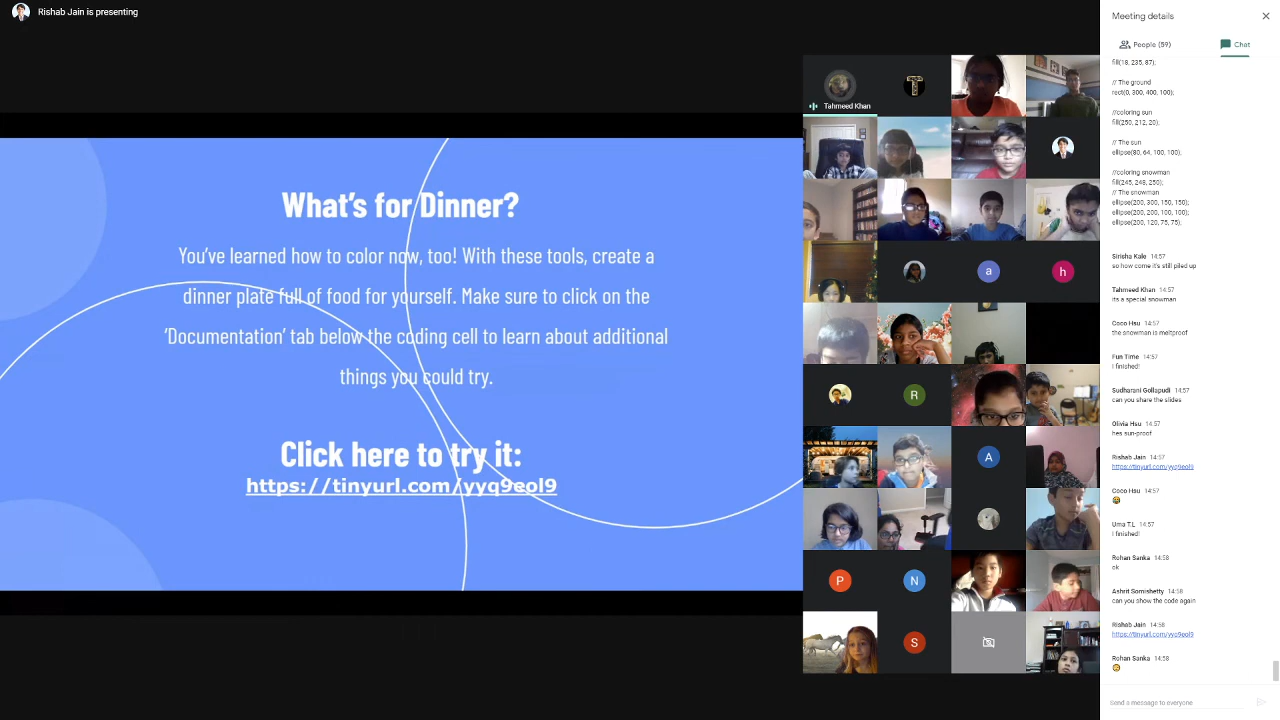 Rishab Jain is presenting
What's for Dinner?
You've learned how to color now, too! With these tools, create a
dinner plate full of food for yourself. Make sure to click on the
'Documentation' tab below the coding cell to learn about additional
things you could try.
Click here to try it:
https://tinyurl.com/yyq9eol9
Tahmeed Khan
T
a
h
R
A
P
N
S
Meeting details
People (59)
Chat
fill(18, 235, 87);
// The ground
rect(0, 300, 400, 100);
//coloring sun
fill(250, 212, 20);
// The sun
ellipse(80, 64, 100, 100);
//coloring snowman
fill(245, 248, 250);
// The snowman
ellipse(200, 300, 150, 150);
ellipse(200, 200, 100, 100);
ellipse(200, 120, 75, 75);
Sirisha Kale 14:57
so how come it's still piled up
Tahmeed Khan 14:57
its a special snowman
Coco Hsu 14:57
the snowman is meltproof
Fun Time 14:57
I finished!
Sudharani Gollapudi 14:57
can you share the slides
Olivia Hsu 14:57
hes sun-proof
Rishab Jain 14:57
https://tinyurl.com/yyq9eol9
Coco Hsu 14:57
Uma T.L 14:57
I finished!
Rohan Sanka 14:58
ok
Ashrit Somishetty 14:58
can you show the code again
Rishab Jain 14:58
https://tinyurl.com/yyq9eol9
Rohan Sanka 14:58
Send a message to everyone